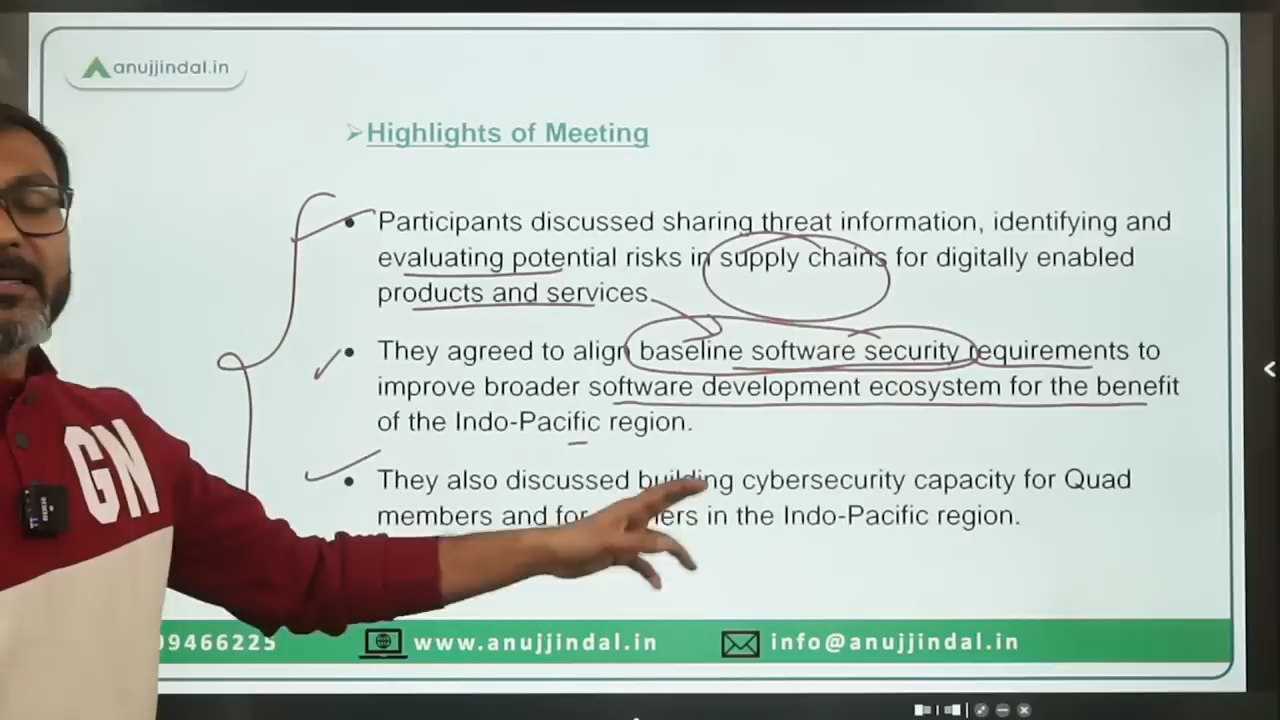 anujjindal.in
Highlights of Meeting
Participants discussed sharing threat information, identifying and
evaluating potential risks in supply chains for digitally enabled
products and services.
They agreed to align baseline software security requirements to
improve broader software development ecosystem for the benefit
of the Indo-Pacific region.
They also discussed building cybersecurity capacity for Quad
members and for in the Indo-Pacific region.
09466225 www.anujjindal.in info@anujjindal.in
GN